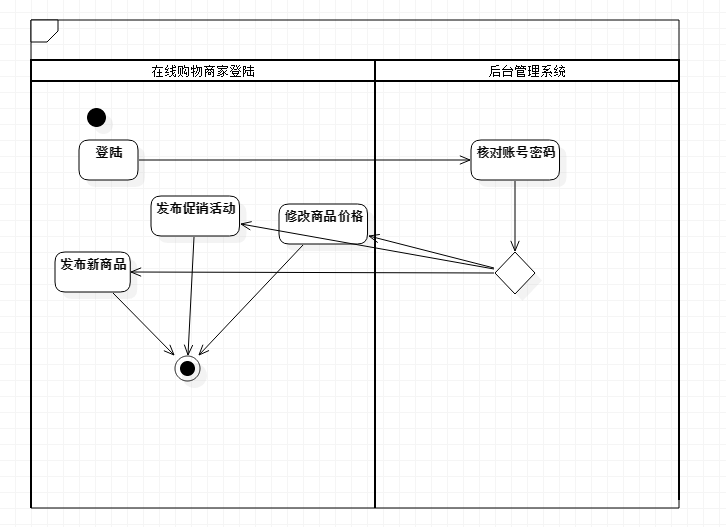 在线购物商家登陆
后台管理系统
登陆
核对账号密码
发布促销活动
修改商品价格
发布新商品